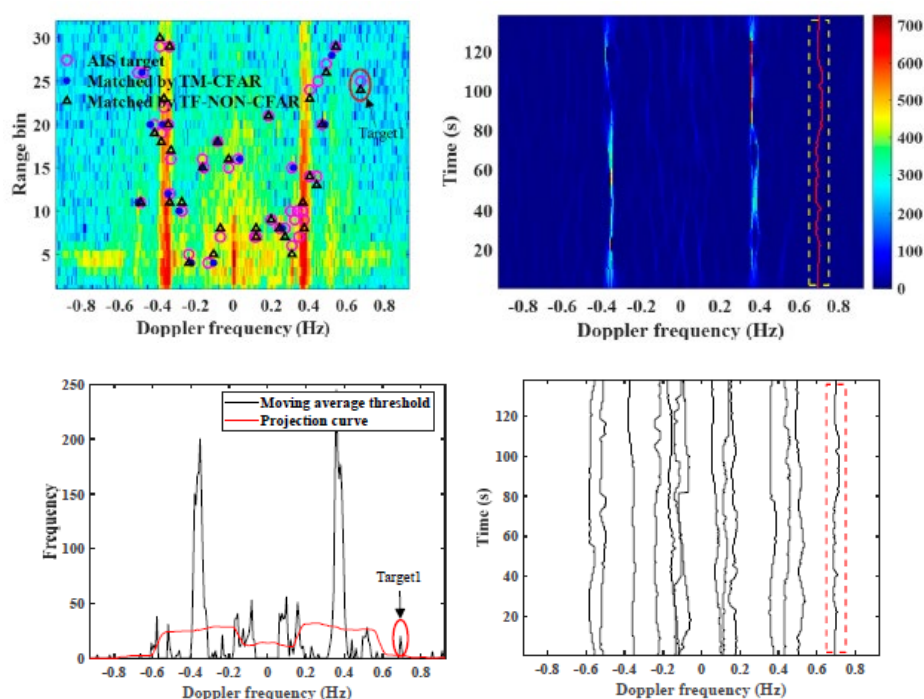 30
25
20
15
10
5
Range bin
AIS target
Matched by TM-CFAR
Matched by TF-NON-CFAR
Target1
-0.8 -0.6 -0.4 -0.2 0 0.2 0.4 0.6 0.8
Doppler frequency (Hz)
120
100
80
60
40
20
Time (s)
-0.8 -0.6 -0.4 -0.2 0 0.2 0.4 0.6 0.8
Doppler frequency (Hz)
700
600
500
400
300
200
100
0
250
200
150
100
50
0
Frequency
Moving average threshold
Projection curve
Target1
-0.8 -0.6 -0.4 -0.2 0 0.2 0.4 0.6 0.8
Doppler frequency (Hz)
120
100
80
60
40
20
Time (s)
-0.8 -0.6 -0.4 -0.2 0 0.2 0.4 0.6 0.8
Doppler frequency (Hz)